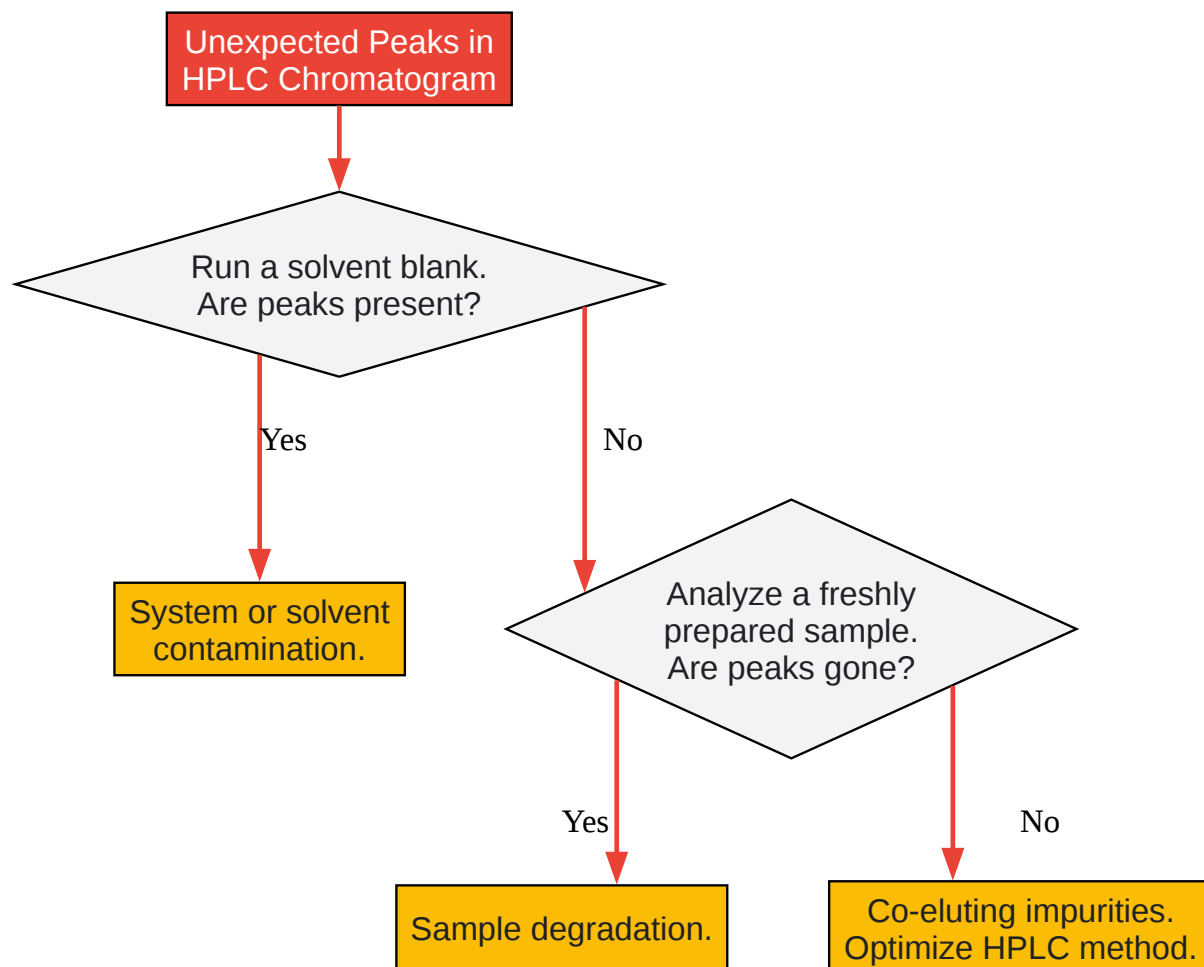 Unexpected Peaks in
HPLC Chromatogram
Run a solvent blank.
Are peaks present?
Yes
No
System or solvent
contamination.
Analyze a freshly
prepared sample.
Are peaks gone?
Yes
No
Sample degradation.
Co-eluting impurities.
Optimize HPLC method.